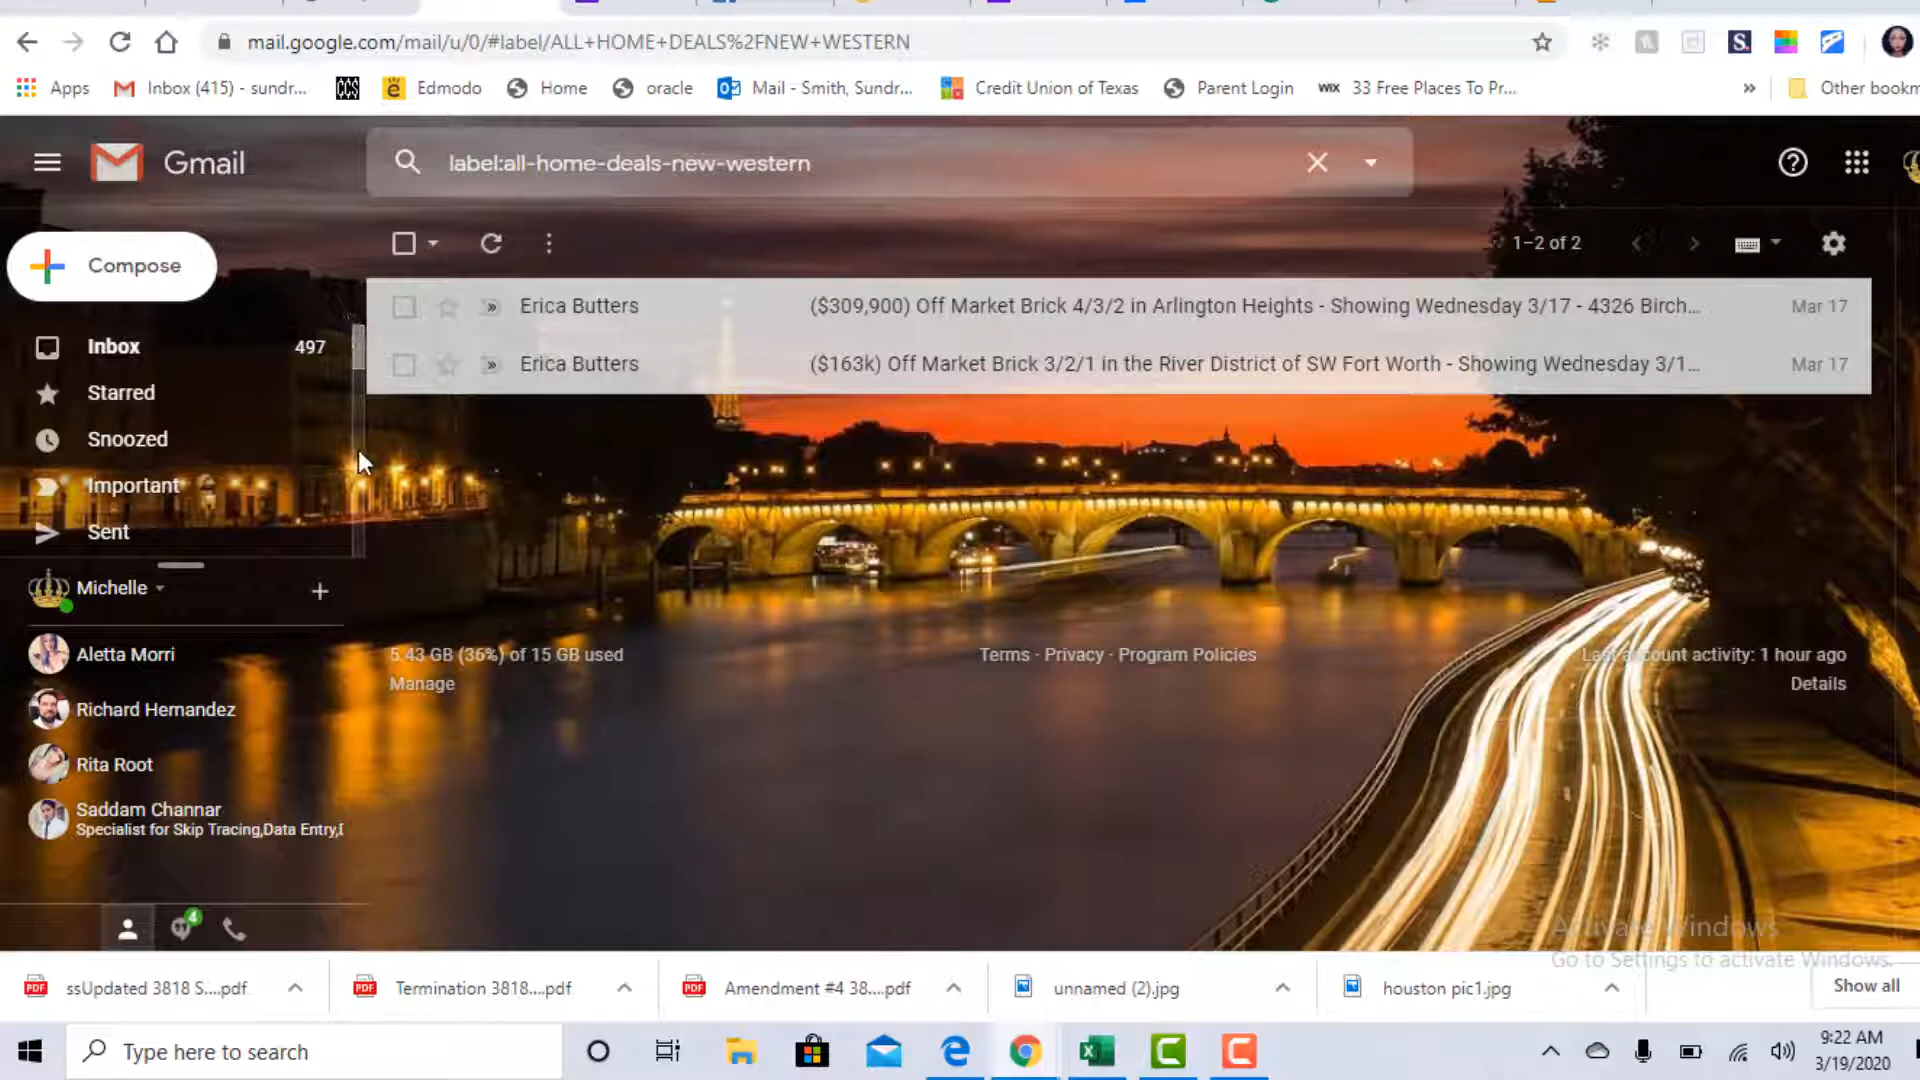 mail.google.com/mail/u/0/#label/ALL+HOME+DEALS%2FNEW+WESTERN
Apps
Inbox (415) - sundr...
CCS
Edmodo
Home
oracle
Mail - Smith, Sundr...
Credit Union of Texas
Parent Login
WIX 33 Free Places To Pr...
»
Other bookm
Gmail
label:all-home-deals-new-western
Compose
1–2 of 2
Erica Butters ($309,900) Off Market Brick 4/3/2 in Arlington Heights - Showing Wednesday 3/17 - 4326 Birch... Mar 17
Erica Butters ($163k) Off Market Brick 3/2/1 in the River District of SW Fort Worth - Showing Wednesday 3/1... Mar 17
Inbox 497
Starred
Snoozed
Important
Sent
Michelle
Aletta Morri
Richard Hernandez
Rita Root
Saddam Channar
Specialist for Skip Tracing,Data Entry,
4
5.43 GB (36%) of 15 GB used
Manage
Terms · Privacy · Program Policies
Last account activity: 1 hour ago
Details
Activate Windows
Go to Settings to activate Windows.
PDF ssUpdated 3818 S....pdf
PDF Termination 3818....pdf
PDF Amendment #4 38....pdf
unnamed (2).jpg
houston pic1.jpg
Show all
Type here to search
9:22 AM
3/19/2020